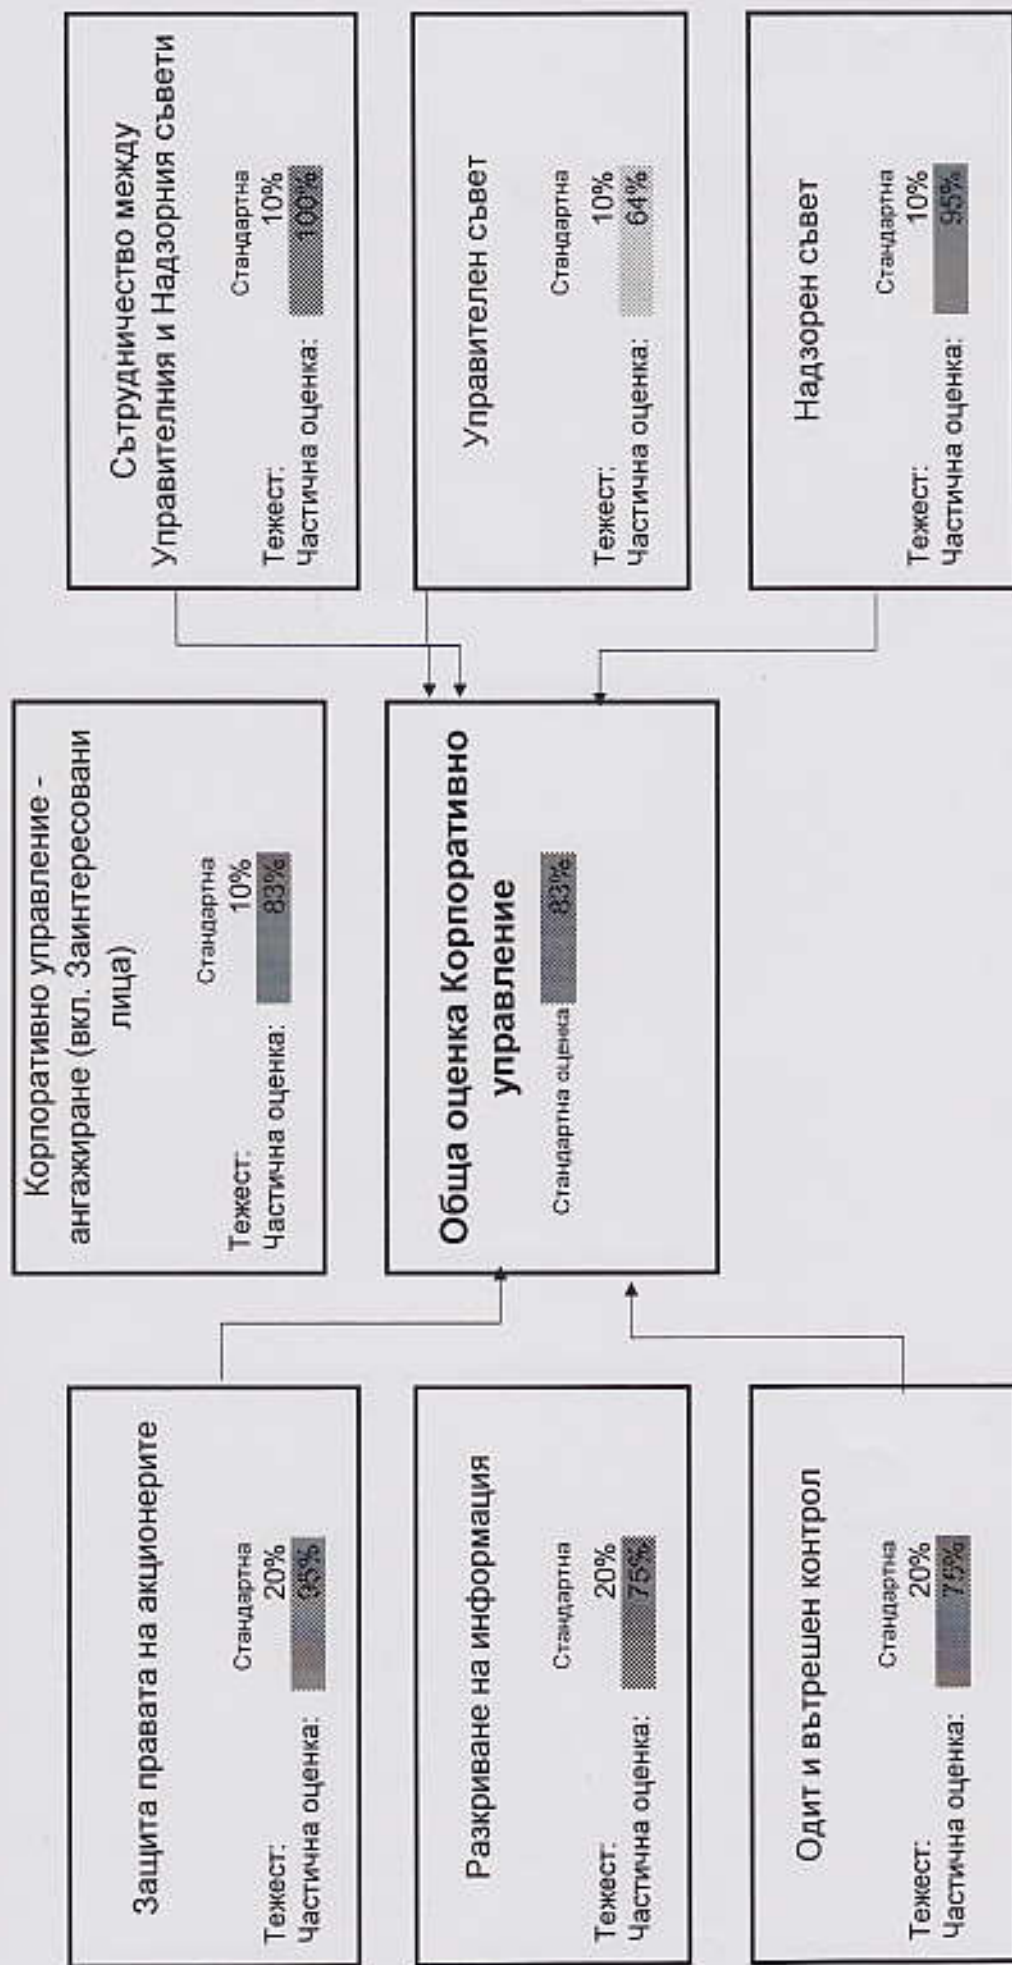 Корпоративно управление -
ангажиране (вкл. Заинтересовани
лица)
Стандартна
Тежест: 10%
Частична оценка: 83%
Защита правата на акционерите
Стандартна
Тежест: 20%
Частична оценка: 95%
Сътрудничество между
Управителния и Надзорния съвети
Стандартна
Тежест: 10%
Частична оценка: 100%
Обща оценка Корпоративно
управление
Стандартна оценка 83%
Разкриване на информация
Стандартна
Тежест: 20%
Частична оценка: 75%
Управителен съвет
Стандартна
Тежест: 10%
Частична оценка: 64%
Одит и вътрешен контрол
Стандартна
Тежест: 20%
Частична оценка: 75%
Надзорен съвет
Стандартна
Тежест: 10%
Частична оценка: 95%